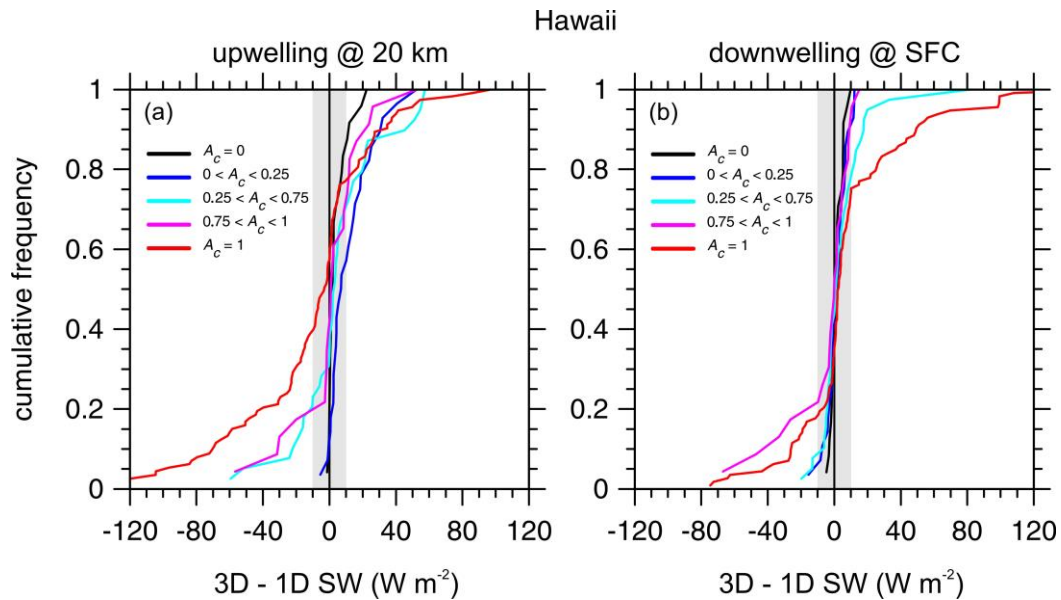 Hawaii
upwelling @ 20 km
downwelling @ SFC
cumulative frequency
1
0.8
0.6
0.4
0.2
0
(a)
A_c = 0
0 < A_c < 0.25
0.25 < A_c < 0.75
0.75 < A_c < 1
A_c = 1
-120 -80 -40 0 40 80 120
3D - 1D SW (W m⁻²)
1
0.8
0.6
0.4
0.2
0
(b)
A_c = 0
0 < A_c < 0.25
0.25 < A_c < 0.75
0.75 < A_c < 1
A_c = 1
-120 -80 -40 0 40 80 120
3D - 1D SW (W m⁻²)